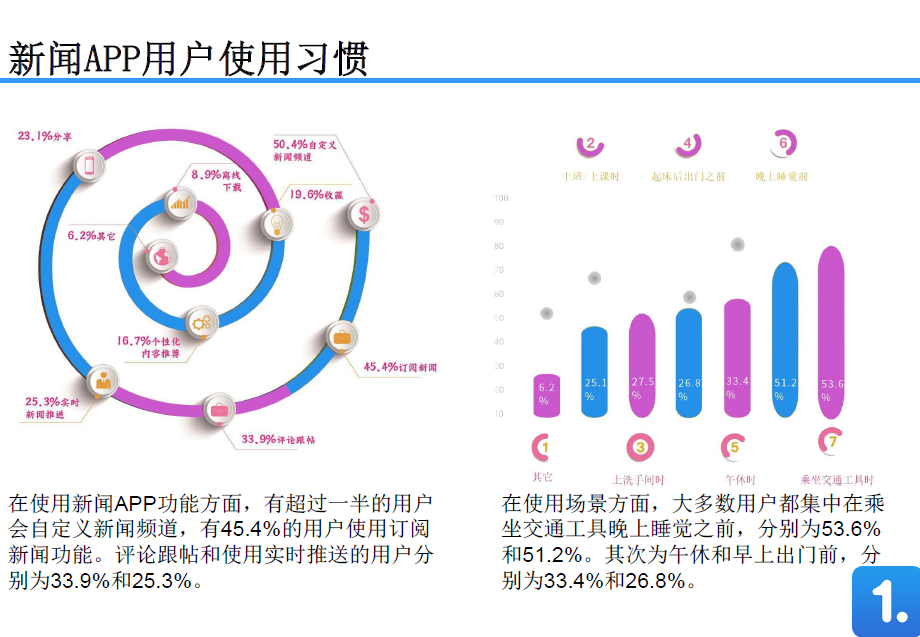 新闻APP用户使用习惯
23.1%分享
50.4%自定义
新闻频道
8.9%离线
下载
19.6%收藏
6.2%其它
16.7%个性化
内容推荐
45.4%订阅新闻
25.3%实时
新闻推送
33.9%评论跟帖
2
4
6
上班/上课时
起床后出门之前
晚上睡觉前
100
90
80
70
60
50
40
30
20
10
6.2
%
25.1
%
27.5
%
26.8
%
33.4
%
51.2
%
53.6
%
1
3
5
7
其它
上洗手间时
午休时
乘坐交通工具时
在使用新闻APP功能方面，有超过一半的用户
会自定义新闻频道，有45.4%的用户使用订阅
新闻功能。评论跟帖和使用实时推送的用户分
别为33.9%和25.3%。
在使用场景方面，大多数用户都集中在乘
坐交通工具晚上睡觉之前，分别为53.6%
和51.2%。其次为午休和早上出门前，分
别为33.4%和26.8%。
1.